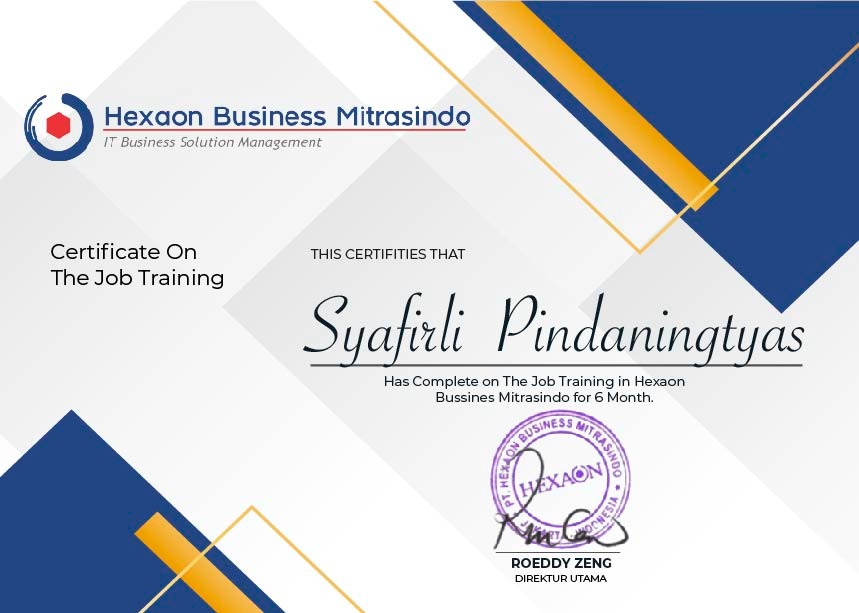 Hexaon Business Mitrasindo
IT Business Solution Management
Certificate On
The Job Training
THIS CERTIFITIES THAT
Syafirli Pindaningtyas
Has Complete on The Job Training in Hexaon
Bussines Mitrasindo for 6 Month.
PT. HEXAON BUSINESS MITRASINDO
HEXAON
JAKARTA - INDONESIA
ROEDDY ZENG
DIREKTUR UTAMA